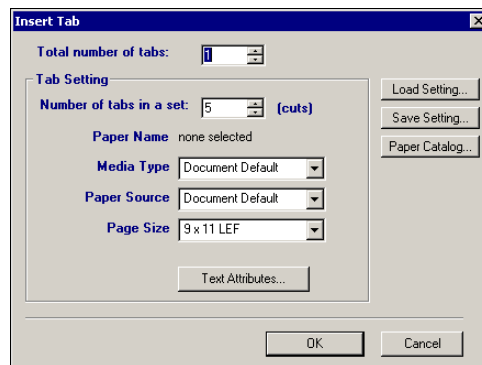 Insert Tab
Total number of tabs: 1
Tab Setting
Number of tabs in a set: 5 (cuts)
Paper Name none selected
Media Type Document Default
Paper Source Document Default
Page Size 9 x 11 LEF
Text Attributes...
Load Setting...
Save Setting...
Paper Catalog...
OK Cancel